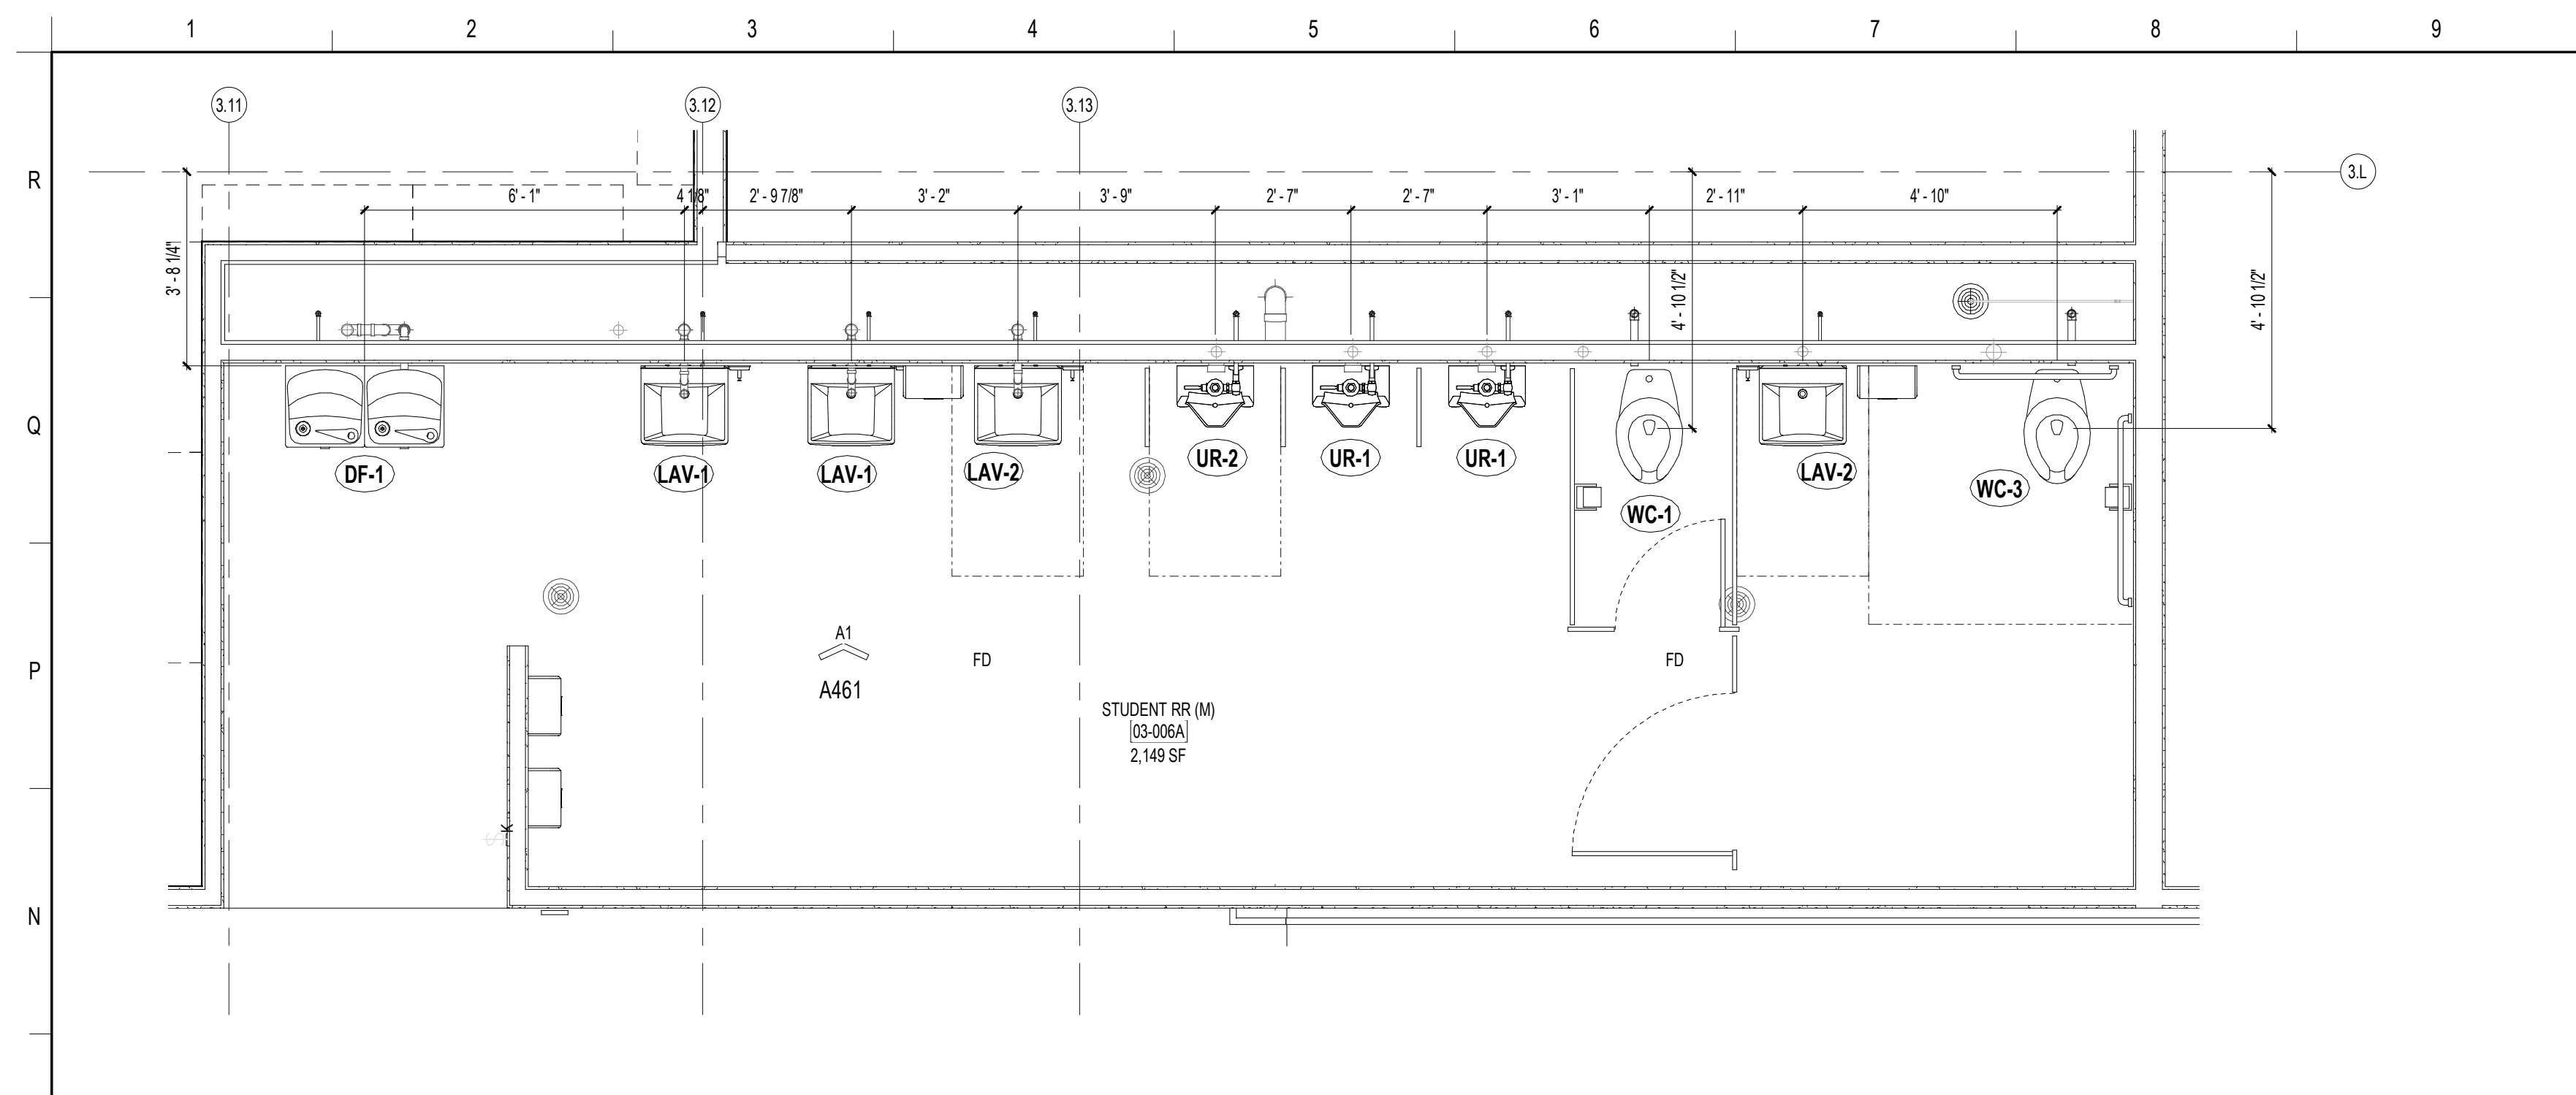 1 2 3 4 5 6 7 8 9
3.11 3.12 3.13
R
3.L
6' - 1" 4 1/8" 2' - 9 7/8" 3' - 2" 3' - 9" 2' - 7" 2' - 7" 3' - 1" 2' - 11" 4' - 10"
3' - 8 1/4"
4' - 10 1/2"
4' - 10 1/2"
Q
DF-1 LAV-1 LAV-1 LAV-2 UR-2 UR-1 UR-1 WC-1 LAV-2 WC-3
P
A1
A461
FD
FD
STUDENT RR (M)
03-006A
2,149 SF
$
K
N